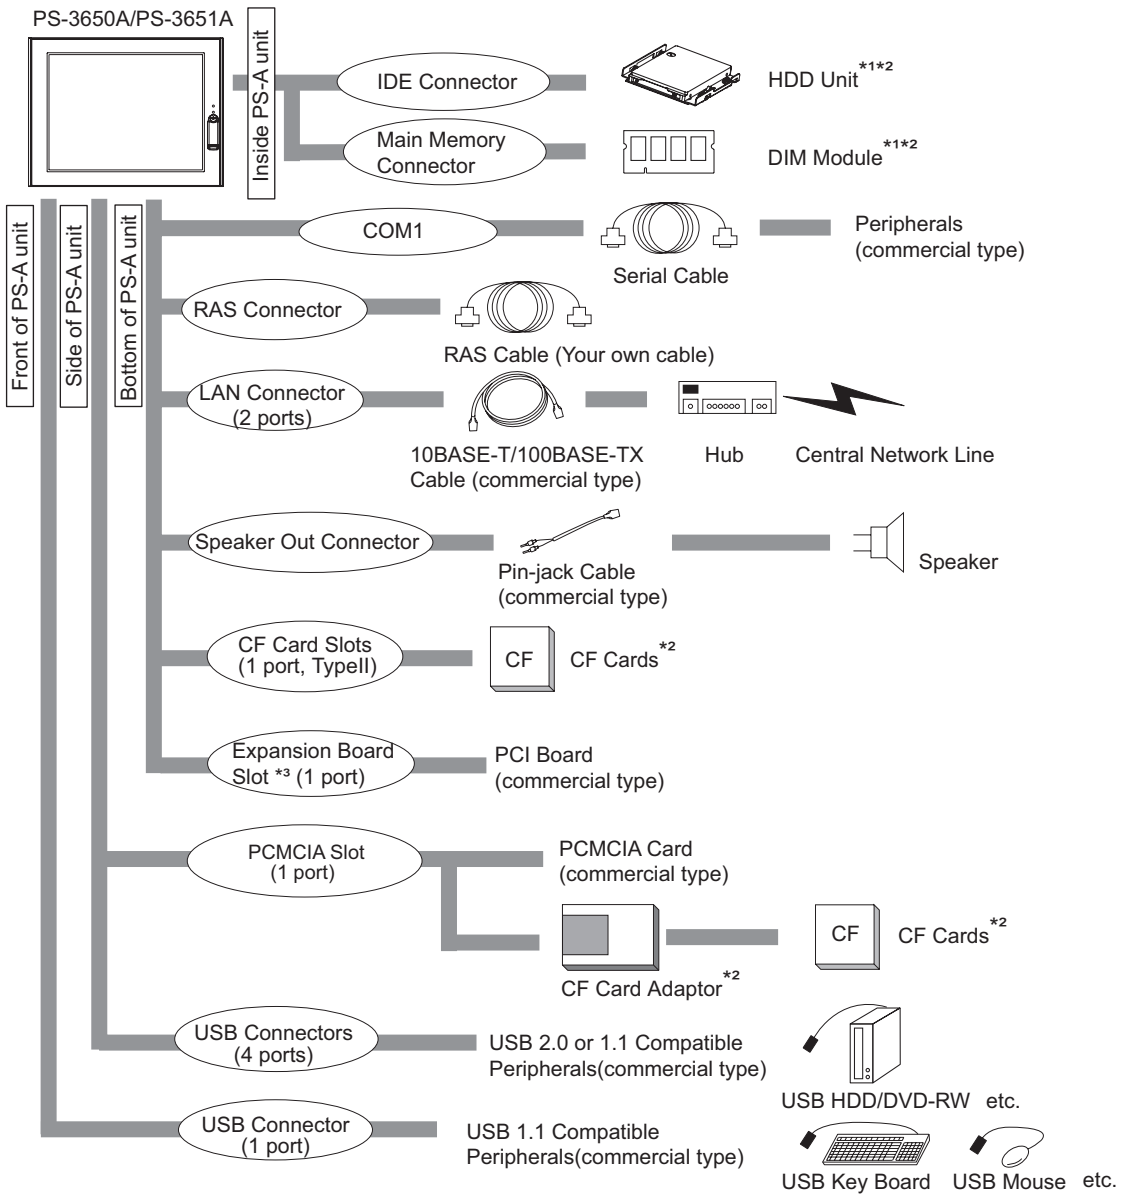 PS-3650A/PS-3651A
Inside PS-A unit
IDE Connector
HDD Unit*1*2
Main Memory
Connector
DIM Module*1*2
Front of PS-A unit
Side of PS-A unit
Bottom of PS-A unit
COM1
Serial Cable
Peripherals
(commercial type)
RAS Connector
RAS Cable (Your own cable)
LAN Connector
(2 ports)
10BASE-T/100BASE-TX
Cable (commercial type)
Hub
Central Network Line
Speaker Out Connector
Pin-jack Cable
(commercial type)
Speaker
CF Card Slots
(1 port, TypeII)
CF
CF Cards*2
Expansion Board
Slot *3 (1 port)
PCI Board
(commercial type)
PCMCIA Slot
(1 port)
PCMCIA Card
(commercial type)
CF Card Adaptor*2
CF
CF Cards*2
USB Connectors
(4 ports)
USB 2.0 or 1.1 Compatible
Peripherals(commercial type)
USB HDD/DVD-RW etc.
USB Connector
(1 port)
USB 1.1 Compatible
Peripherals(commercial type)
USB Key Board
USB Mouse etc.